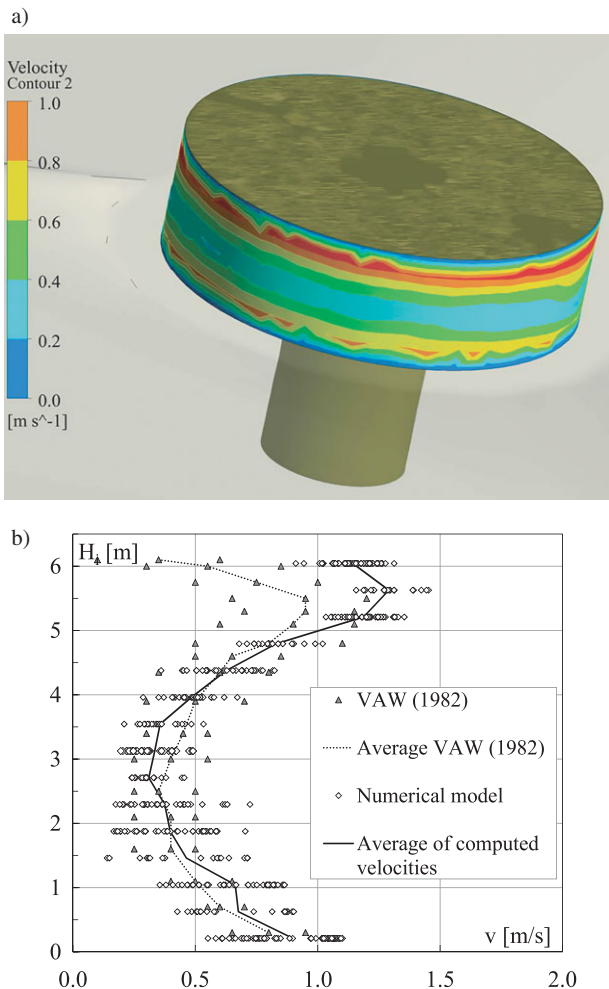 a)
Velocity
Contour 2
1.0
0.8
0.6
0.4
0.2
0.0
[m s^-1]
b)
H₁ [m]
6
5
4
3
2
1
0
VAW (1982)
Average VAW (1982)
Numerical model
Average of computed
velocities
v [m/s]
0.0
0.5
1.0
1.5
2.0